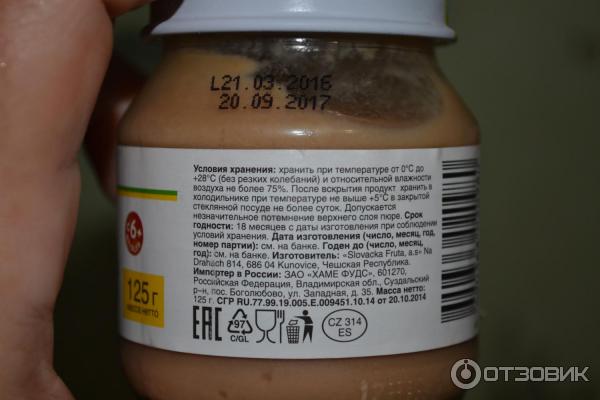 L21.03.2016
20.09.2017
Условия хранения: хранить при температуре от 0°С до
+28°С (без резких колебаний) и относительной влажности
воздуха не более 75%. После вскрытия продукт хранить в
холодильнике при температуре не выше +5°С в закрытой
стеклянной посуде не более суток. Допускается
незначительное потемнение верхнего слоя пюре. Срок
годности: 18 месяцев с даты изготовления при соблюдении
условий хранения. Дата изготовления (число, месяц, год,
номер партии): см. на банке. Годен до (число, месяц,
год): см. на банке. Изготовитель: «Slovacka Fruta, a.s» Na
Drahach 814, 686 04 Kunovice, Чешская Республика.
Импортер в России: ЗАО «ХАМЕ ФУДС», 601270,
Российская Федерация, Владимирская обл., Суздальский
р-н, пос. Боголюбово, ул. Западная, д. 35. Масса нетто:
125 г. СГР RU.77.99.19.005.E.009451.10.14 от 20.10.2014
6+
125 г
масса нетто
EAC
97
C/GL
CZ 314
ES
ОТЗОВИК